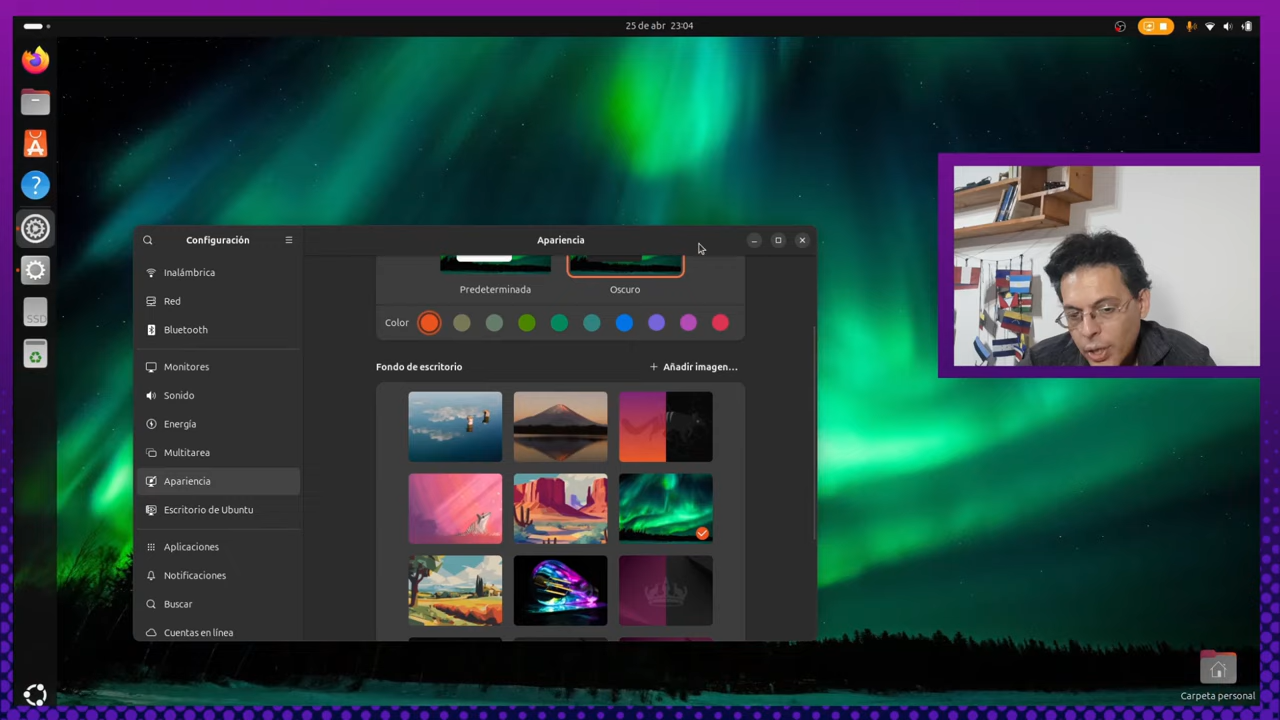 25 de abr 23:04
Configuración
Apariencia
Inalámbrica
Red
Bluetooth
Monitores
Sonido
Energía
Multitarea
Apariencia
Escritorio de Ubuntu
Aplicaciones
Notificaciones
Buscar
Cuentas en línea
Predeterminada
Oscuro
Color
Fondo de escritorio
+ Añadir imagen...
SSD
Carpeta personal